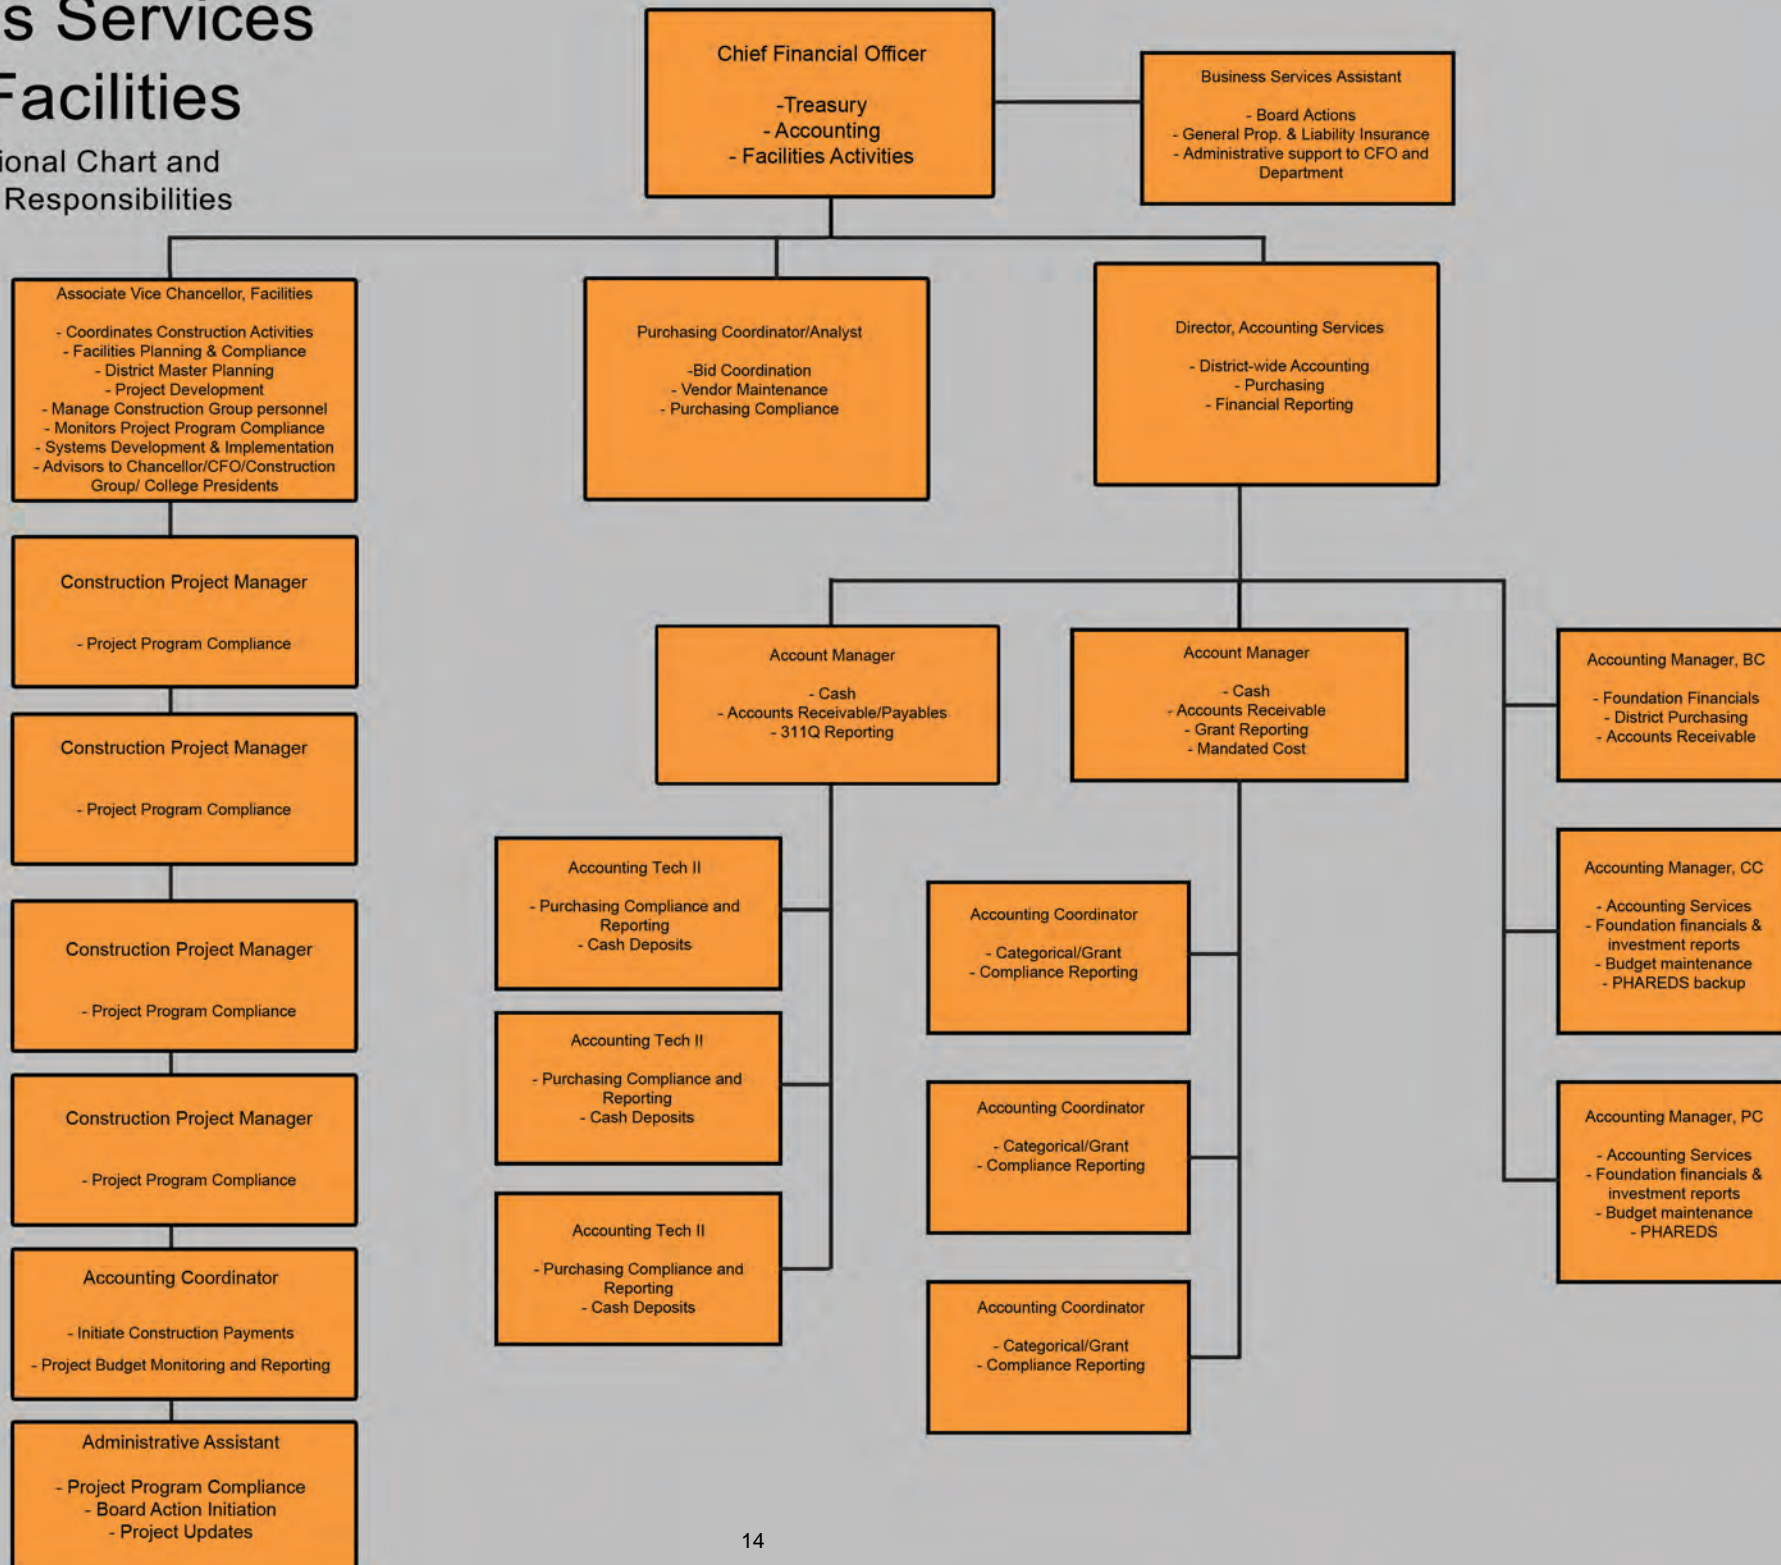 s Services
Facilities
ional Chart and
Responsibilities
Chief Financial Officer
-Treasury
- Accounting
- Facilities Activities
Business Services Assistant
- Board Actions
- General Prop. & Liability Insurance
- Administrative support to CFO and
Department
Associate Vice Chancellor, Facilities
- Coordinates Construction Activities
- Facilities Planning & Compliance
- District Master Planning
- Project Development
- Manage Construction Group personnel
- Monitors Project Program Compliance
- Systems Development & Implementation
- Advisors to Chancellor/CFO/Construction
Group/ College Presidents
Purchasing Coordinator/Analyst
-Bid Coordination
- Vendor Maintenance
- Purchasing Compliance
Director, Accounting Services
- District-wide Accounting
- Purchasing
- Financial Reporting
Construction Project Manager
- Project Program Compliance
Construction Project Manager
- Project Program Compliance
Construction Project Manager
- Project Program Compliance
Construction Project Manager
- Project Program Compliance
Accounting Coordinator
- Initiate Construction Payments
- Project Budget Monitoring and Reporting
Administrative Assistant
- Project Program Compliance
- Board Action Initiation
- Project Updates
Account Manager
- Cash
- Accounts Receivable/Payables
- 311Q Reporting
Accounting Tech II
- Purchasing Compliance and
Reporting
- Cash Deposits
Accounting Tech II
- Purchasing Compliance and
Reporting
- Cash Deposits
Accounting Tech II
- Purchasing Compliance and
Reporting
- Cash Deposits
Account Manager
- Cash
- Accounts Receivable
- Grant Reporting
- Mandated Cost
Accounting Coordinator
- Categorical/Grant
- Compliance Reporting
Accounting Coordinator
- Categorical/Grant
- Compliance Reporting
Accounting Coordinator
- Categorical/Grant
- Compliance Reporting
Accounting Manager, BC
- Foundation Financials
- District Purchasing
- Accounts Receivable
Accounting Manager, CC
- Accounting Services
- Foundation financials &
investment reports
- Budget maintenance
- PHAREDS backup
Accounting Manager, PC
- Accounting Services
- Foundation financials &
investment reports
- Budget maintenance
- PHAREDS
14